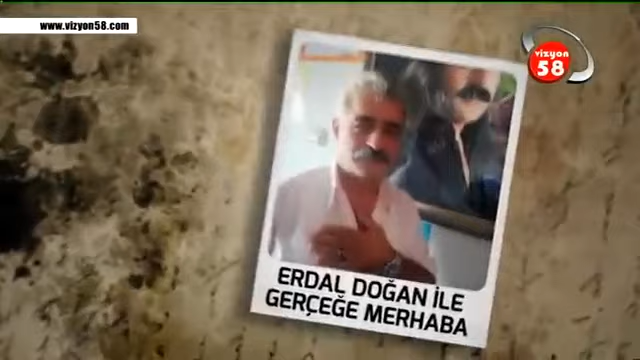 www.vizyon58.com
vizyon
58
ERDAL DOĞAN İLE
GERÇEĞE MERHABA